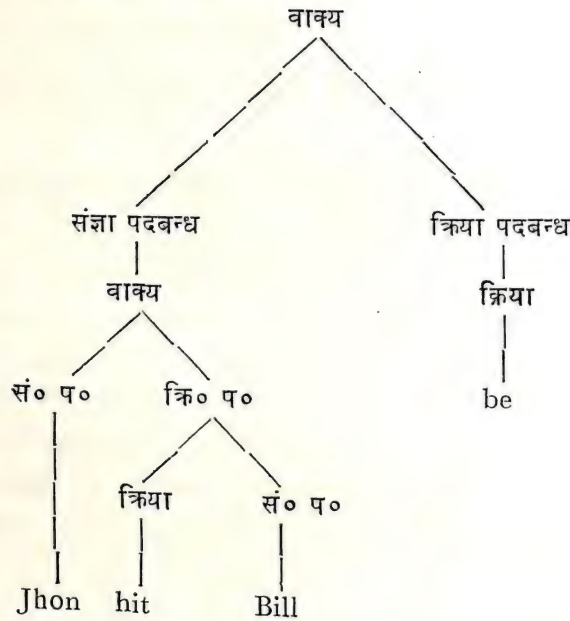 वाक्य
संज्ञा पदबन्ध क्रिया पदबन्ध
वाक्य क्रिया
सं० प० क्रि० प० be
क्रिया सं० प०
Jhon hit Bill